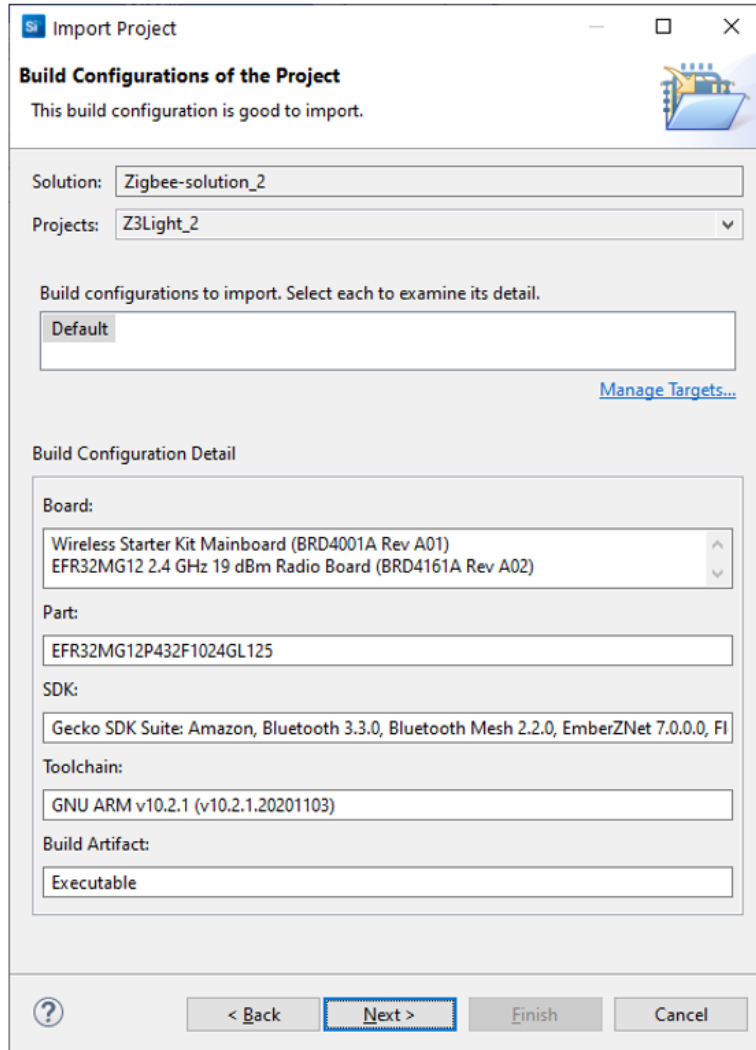 Si Import Project
Build Configurations of the Project
This build configuration is good to import.
Solution: Zigbee-solution_2
Projects: Z3Light_2
Build configurations to import. Select each to examine its detail.
Default
Manage Targets...
Build Configuration Detail
Board:
Wireless Starter Kit Mainboard (BRD4001A Rev A01)
EFR32MG12 2.4 GHz 19 dBm Radio Board (BRD4161A Rev A02)
Part:
EFR32MG12P432F1024GL125
SDK:
Gecko SDK Suite: Amazon, Bluetooth 3.3.0, Bluetooth Mesh 2.2.0, EmberZNet 7.0.0.0, Fl
Toolchain:
GNU ARM v10.2.1 (v10.2.1.20201103)
Build Artifact:
Executable
? < Back Next > Finish Cancel